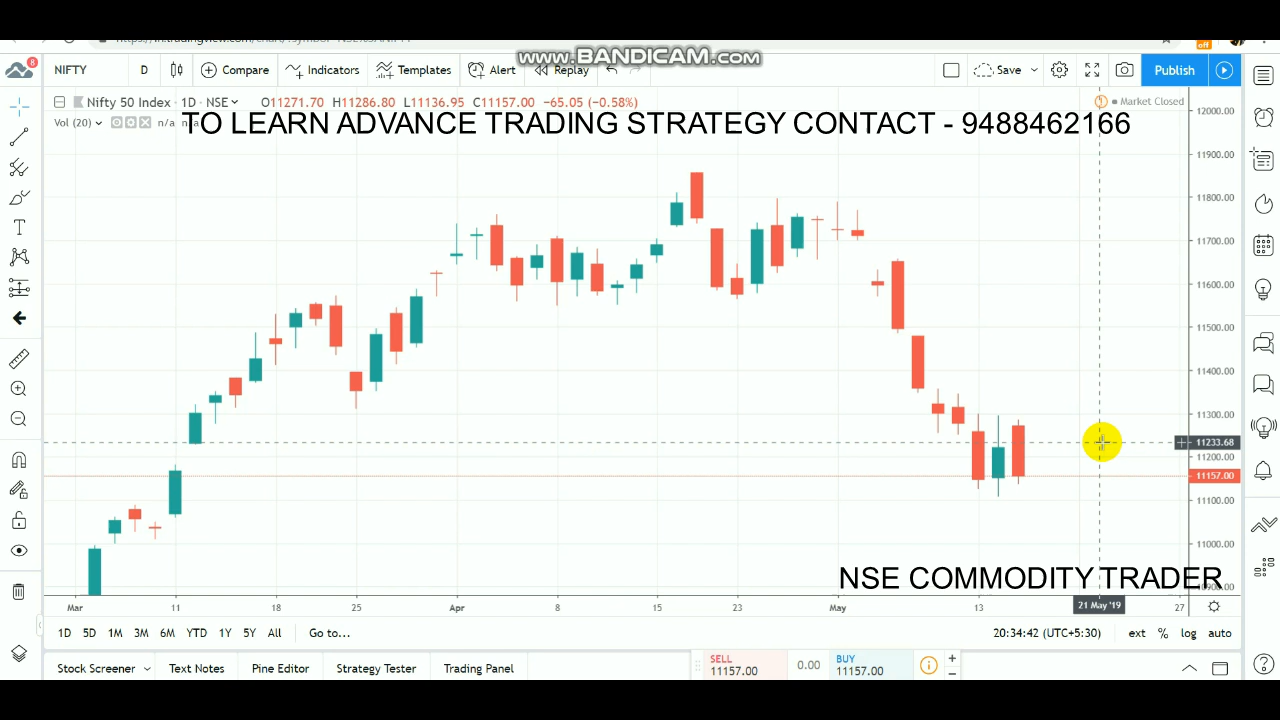 www.BANDICAM.com
8
off
NIFTY D Compare Indicators Templates Alert Replay Save Publish
Nifty 50 Index · 1D · NSE O11271.70 H11286.80 L11136.95 C11157.00 -65.05 (-0.58%)
Market Closed
Vol (20) n/a
TO LEARN ADVANCE TRADING STRATEGY CONTACT - 9488462166
12000.00
11900.00
11800.00
11700.00
11600.00
11500.00
11400.00
11300.00
11233.68
11200.00
11157.00
11100.00
11000.00
NSE COMMODITY TRADER
Mar 11 18 25 Apr 8 15 23 May 13 21 May '19 27
1D 5D 1M 3M 6M YTD 1Y 5Y All Go to... 20:34:42 (UTC+5:30) ext % log auto
Stock Screener Text Notes Pine Editor Strategy Tester Trading Panel
SELL
11157.00
0.00
BUY
11157.00